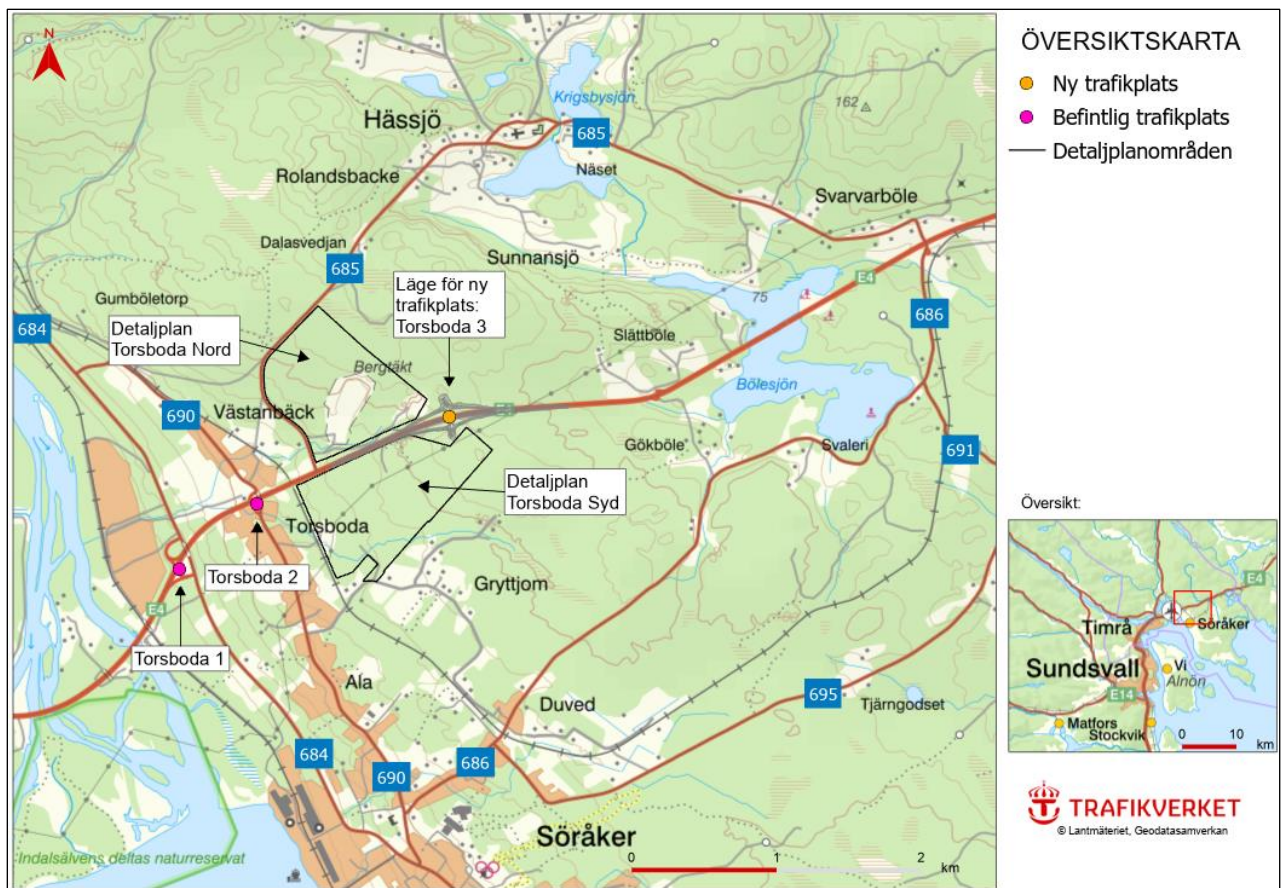 N
Krigsbysjön
162
Hässjö
685
Näset
Rolandsbacke
Svarvarböle
Dalasvedjan
Sunnansjö
685
E4
Läge för ny
trafikplats:
Torsboda 3
75
Gumböletorp
684
Detaljplan
Torsboda Nord
686
Slättböle
Bergtäkt
Bölesjön
690
Västanbäck
E4
Gökböle
Svaleri
691
Detaljplan
Torsboda Syd
Torsboda
Torsboda 2
Gryttjom
E4
Torsboda 1
Ala
695
Duved
Tjärngodset
684
690
686
Söråker
Indalsälvens deltas naturreservat
0 1 2
km
ÖVERSIKTSKARTA
Ny trafikplats
Befintlig trafikplats
Detaljplanområden
Översikt:
E4
Timrå
Söråker
Sundsvall
Vi
Alnön
E14
Matfors
Stockvik
0 10
km
TRAFIKVERKET
© Lantmäteriet, Geodatasamverkan